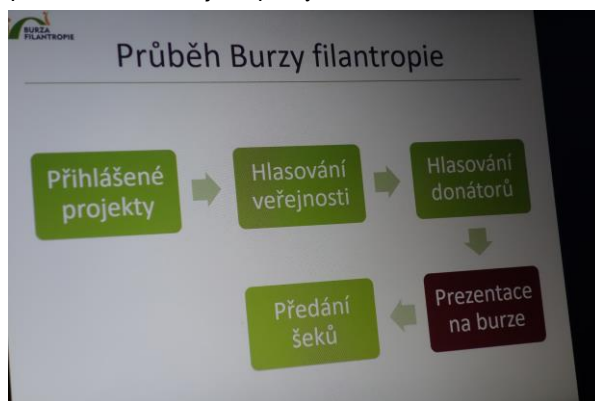 BURZA
FILANTROPIE
Průběh Burzy filantropie
Přihlášené
projekty
Hlasování
veřejnosti
Hlasování
donátorů
Prezentace
na burze
Předání
šeků